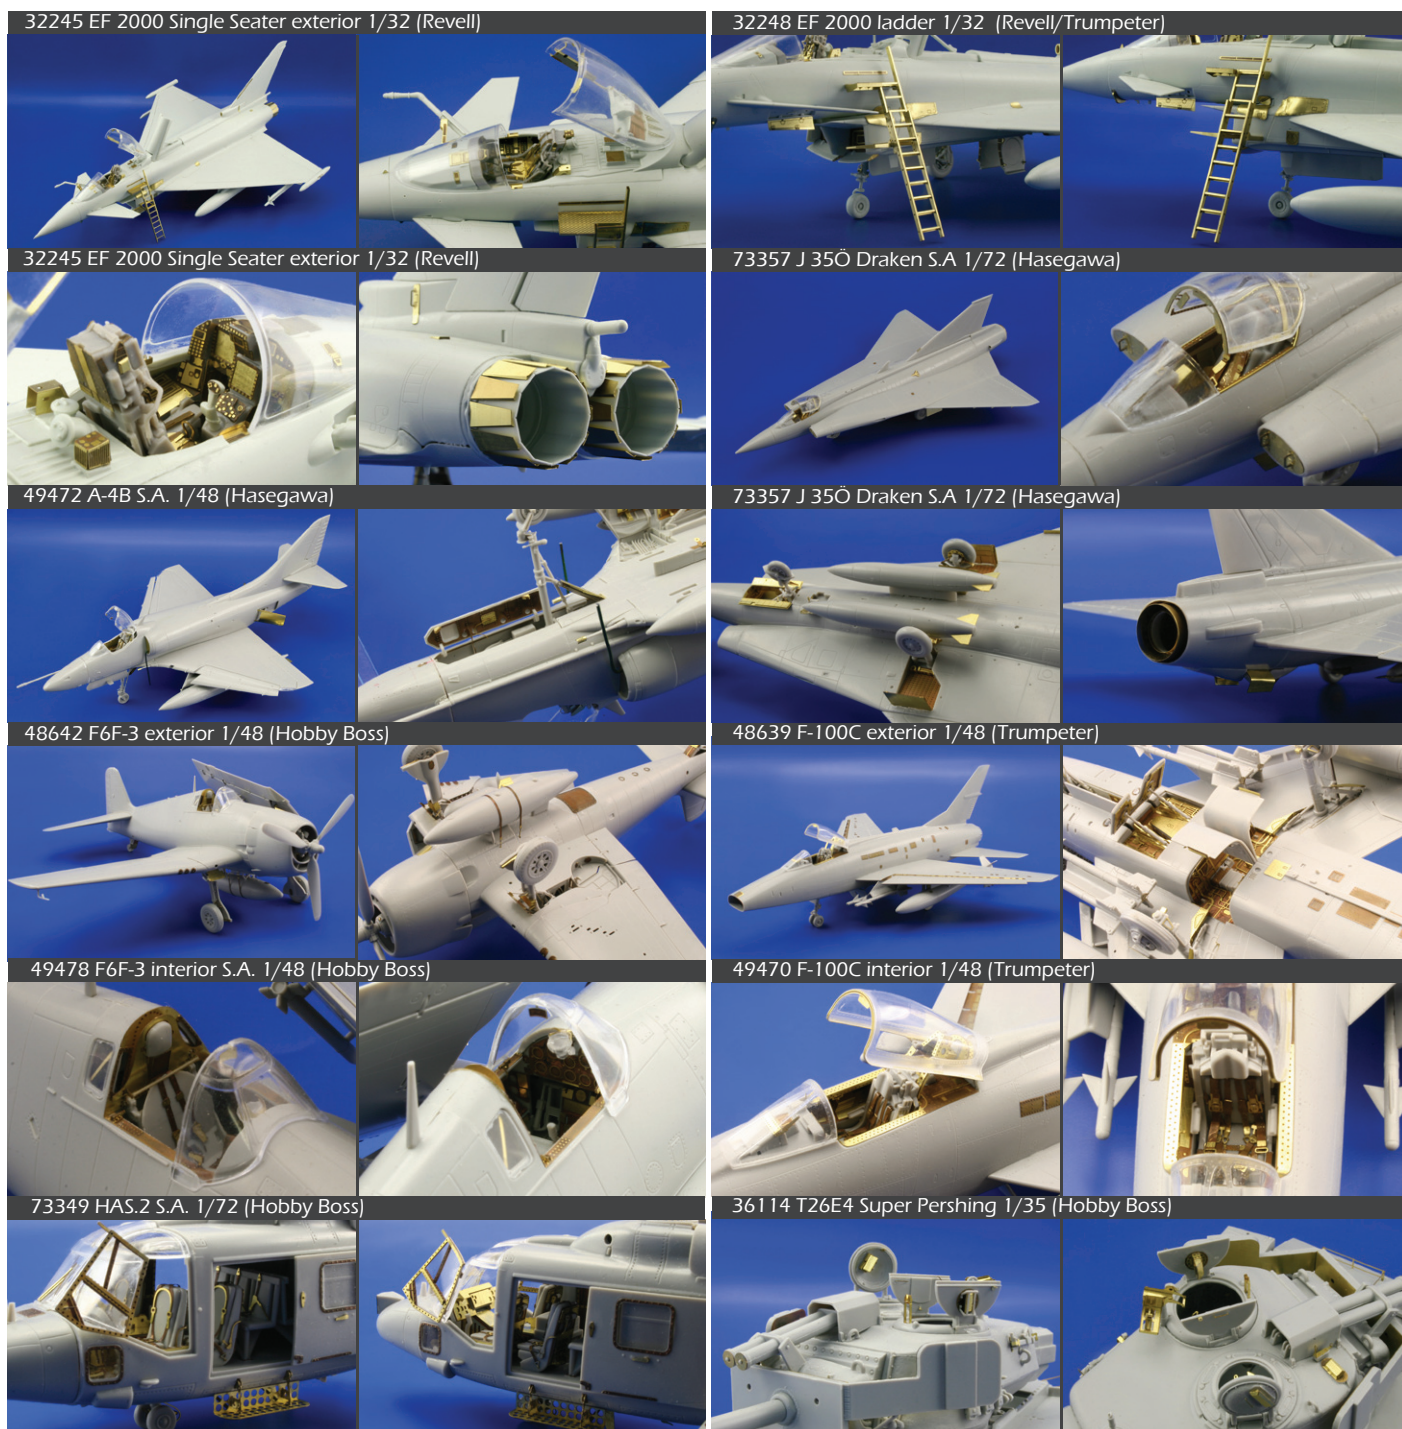 32245 EF 2000 Single Seater exterior 1/32 (Revell)
32248 EF 2000 ladder 1/32 (Revell/Trumpeter)
32245 EF 2000 Single Seater exterior 1/32 (Revell)
73357 J 35Ö Draken S.A 1/72 (Hasegawa)
49472 A-4B S.A. 1/48 (Hasegawa)
73357 J 35Ö Draken S.A 1/72 (Hasegawa)
48642 F6F-3 exterior 1/48 (Hobby Boss)
48639 F-100C exterior 1/48 (Trumpeter)
49478 F6F-3 interior S.A. 1/48 (Hobby Boss)
49470 F-100C interior 1/48 (Trumpeter)
73349 HAS.2 S.A. 1/72 (Hobby Boss)
36114 T26E4 Super Pershing 1/35 (Hobby Boss)